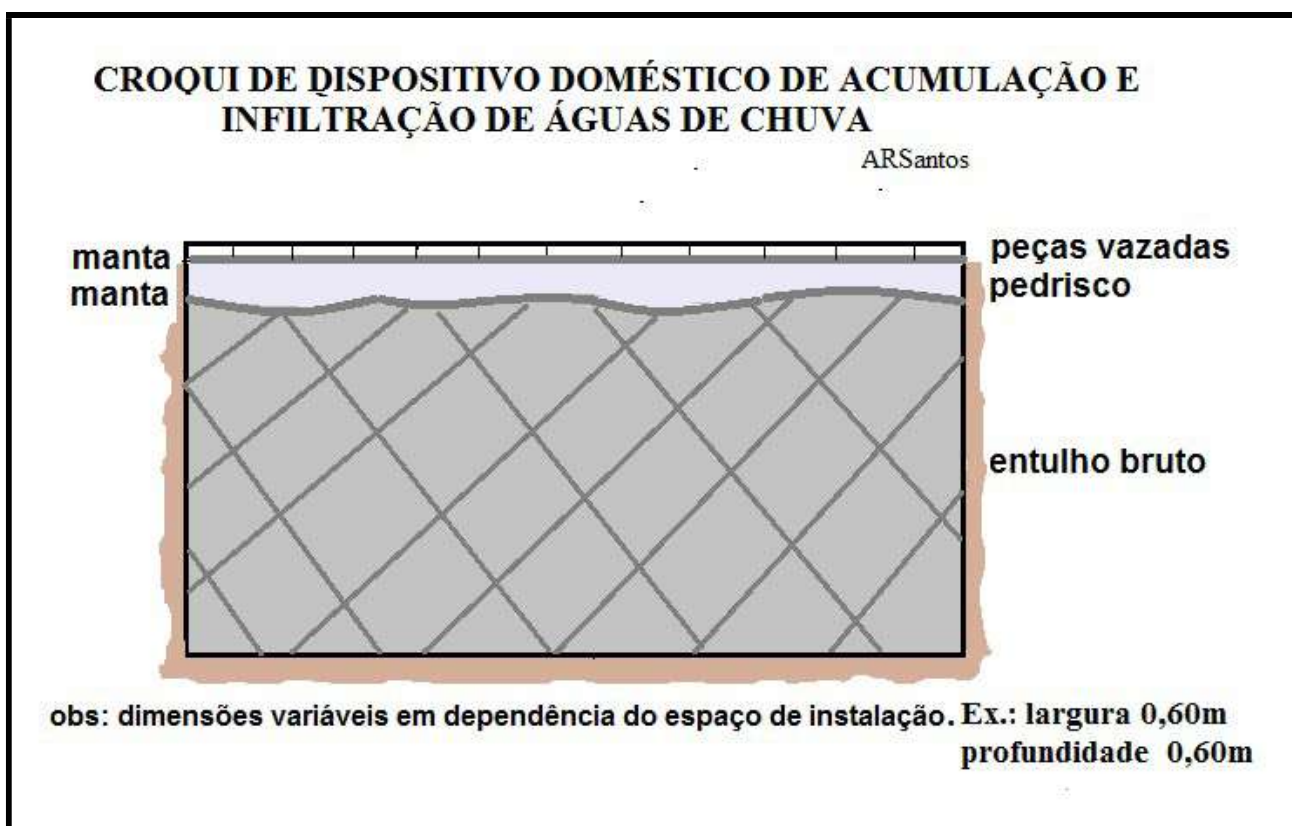 CROQUI DE DISPOSITIVO DOMÉSTICO DE ACUMULAÇÃO E
INFILTRAÇÃO DE ÁGUAS DE CHUVA
ARSantos
manta
manta
peças vazadas
pedrisco
entulho bruto
obs: dimensões variáveis em dependência do espaço de instalação. Ex.: largura 0,60m
profundidade 0,60m